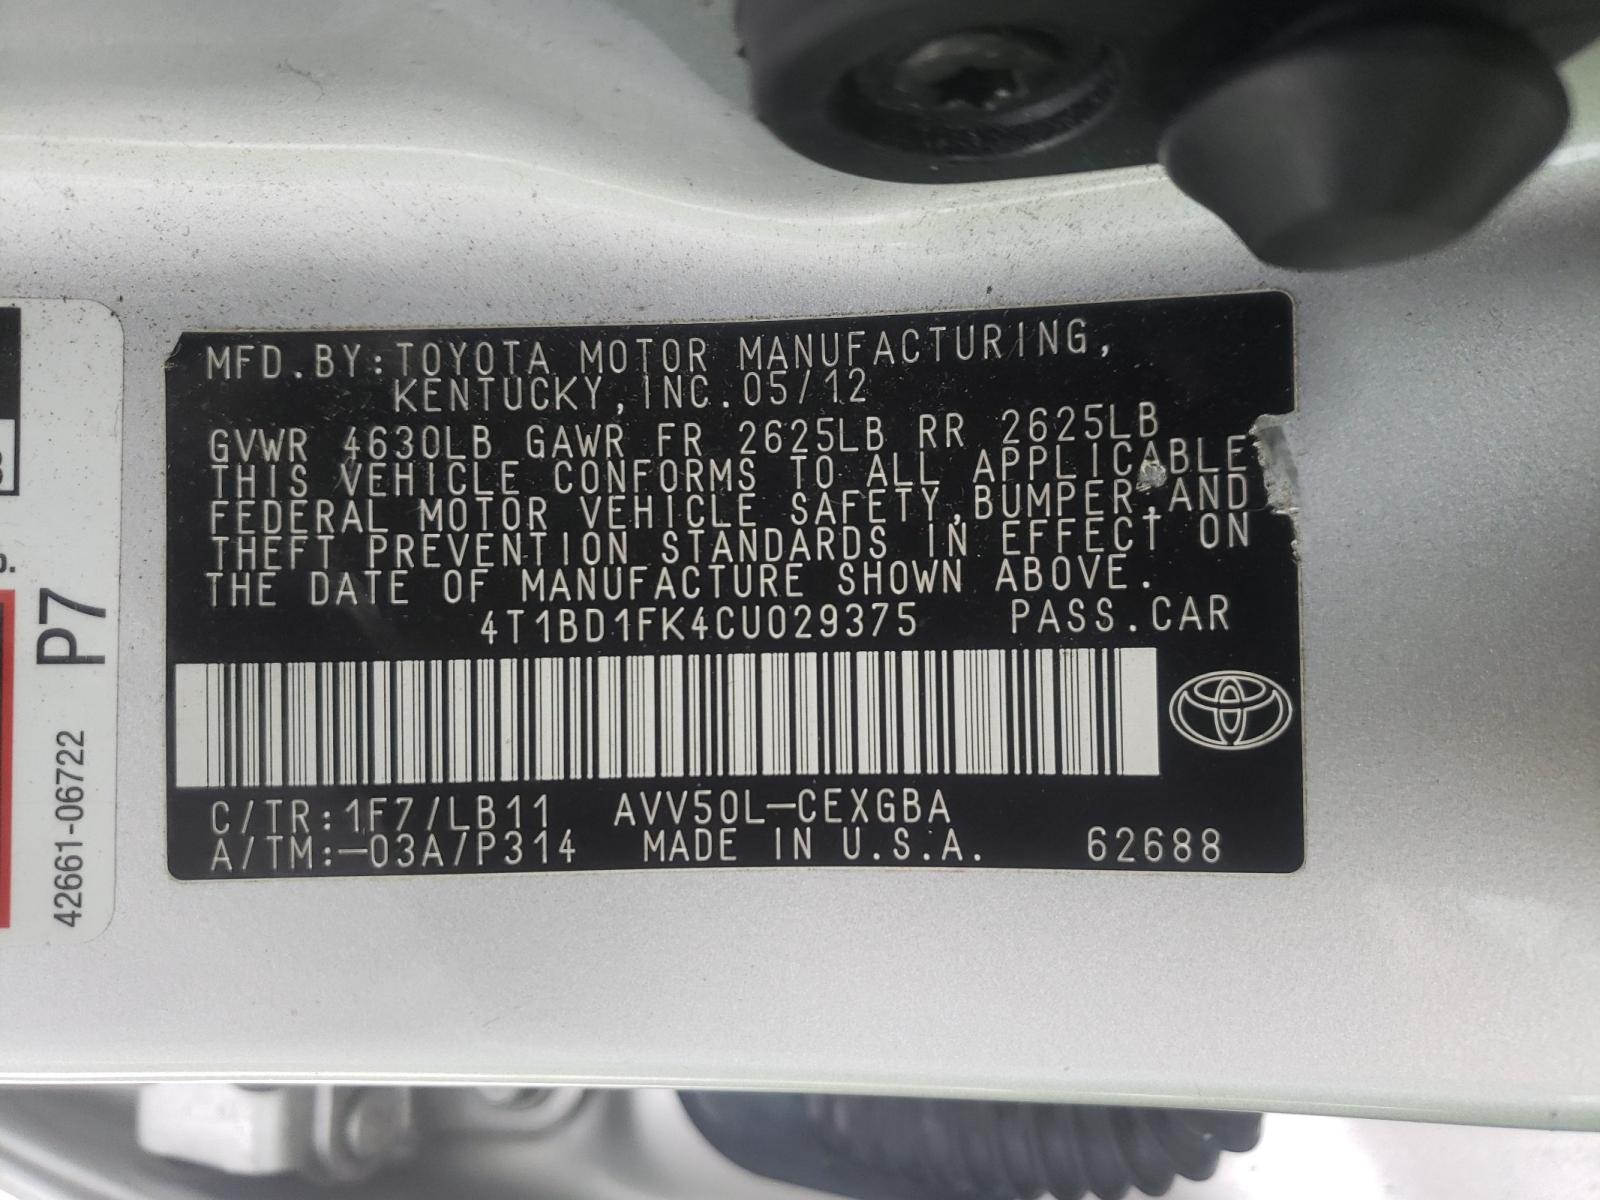 MFD.BY:TOYOTA MOTOR MANUFACTURING,
KENTUCKY,INC.05/12
GVWR 4630LB GAWR FR 2625LB RR 2625LB
THIS VEHICLE CONFORMS TO ALL APPLICABLE
FEDERAL MOTOR VEHICLE SAFETY,BUMPER,AND
THEFT PREVENTION STANDARDS IN EFFECT ON
THE DATE OF MANUFACTURE SHOWN ABOVE.
4T1BD1FK4CU029375 PASS.CAR
C/TR:1F7/LB11 AVV50L-CEXGBA
A/TM:-03A/P314 MADE IN U.S.A. 62688
P7
42661-06722